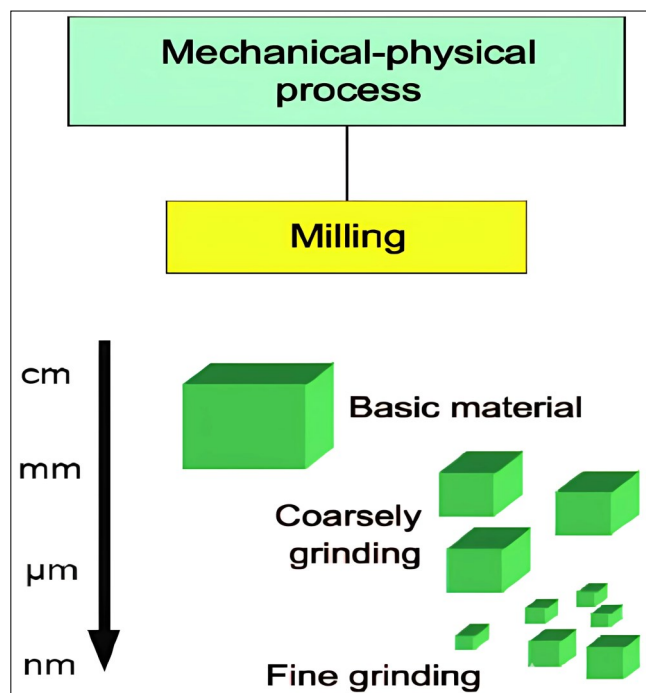 Mechanical-physical
process
Milling
cm
Basic material
mm
Coarsely
grinding
µm
nm
Fine grinding